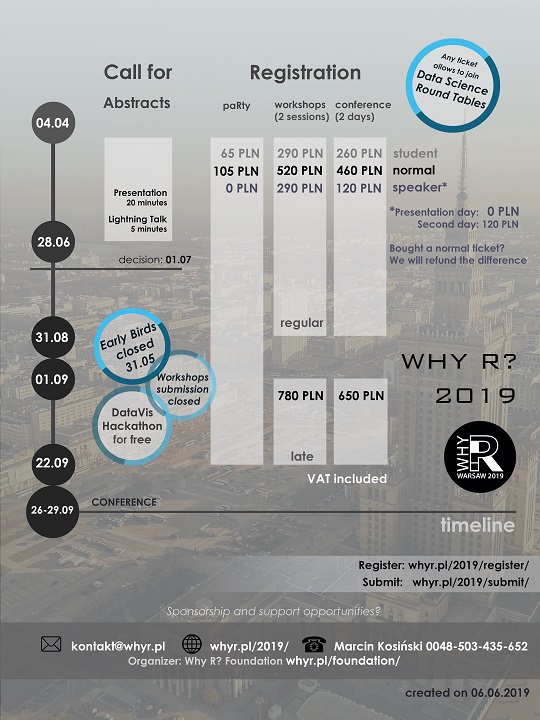 Call for
Abstracts
Registration
paRty
workshops
(2 sessions)
conference
(2 days)
Any ticket
allows to join
Data Science
Round Tables
04.04
65 PLN 290 PLN 260 PLN student
105 PLN 520 PLN 460 PLN normal
0 PLN 290 PLN 120 PLN speaker*
Presentation
20 minutes
Lightning Talk
5 minutes
*Presentation day: 0 PLN
Second day: 120 PLN
Bought a normal ticket?
We will refund the difference
28.06
decision: 01.07
regular
31.08
Early Birds
closed
31.05
01.09
Workshops
submission
closed
DataVis
Hackathon
for free
780 PLN 650 PLN
late
22.09
VAT included
WHY R?
2019
WHY
R
WARSAW 2019
26-29.09
CONFERENCE
timeline
Register: whyr.pl/2019/register/
Submit: whyr.pl/2019/submit/
Sponsorship and support opportunities?
kontakt@whyr.pl whyr.pl/2019/ Marcin Kosiński 0048-503-435-652
Organizer: Why R? Foundation whyr.pl/foundation/
created on 06.06.2019